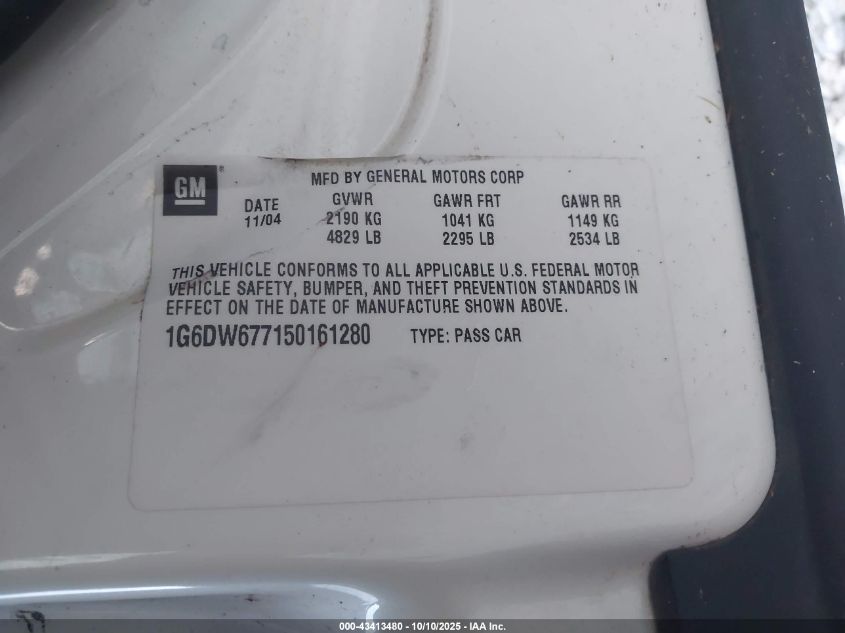 GM®
MFD BY GENERAL MOTORS CORP
DATE GVWR GAWR FRT GAWR RR
11/04 2190 KG 1041 KG 1149 KG
4829 LB 2295 LB 2534 LB
THIS VEHICLE CONFORMS TO ALL APPLICABLE U.S. FEDERAL MOTOR
VEHICLE SAFETY, BUMPER, AND THEFT PREVENTION STANDARDS IN
EFFECT ON THE DATE OF MANUFACTURE SHOWN ABOVE.
1G6DW677150161280 TYPE: PASS CAR
000-43413480 - 10/10/2025 - IAA Inc.